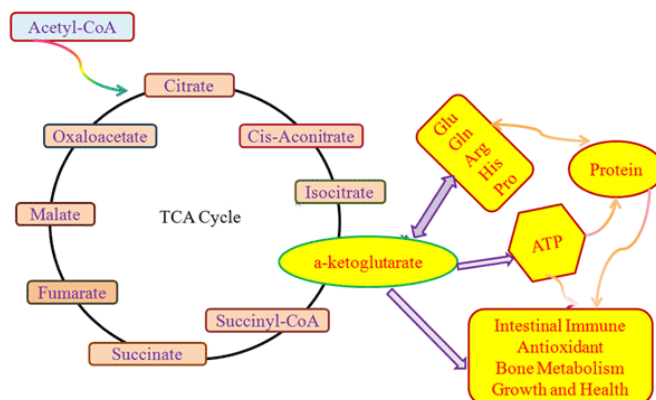 Acetyl-CoA
Citrate
Oxaloacetate
Cis-Aconitrate
Isocitrate
Malate
TCA Cycle
a-ketoglutarate
Fumarate
Succinyl-CoA
Succinate
Glu
Gln
Arg
His
Pro
Protein
ATP
Intestinal Immune
Antioxidant
Bone Metabolism
Growth and Health